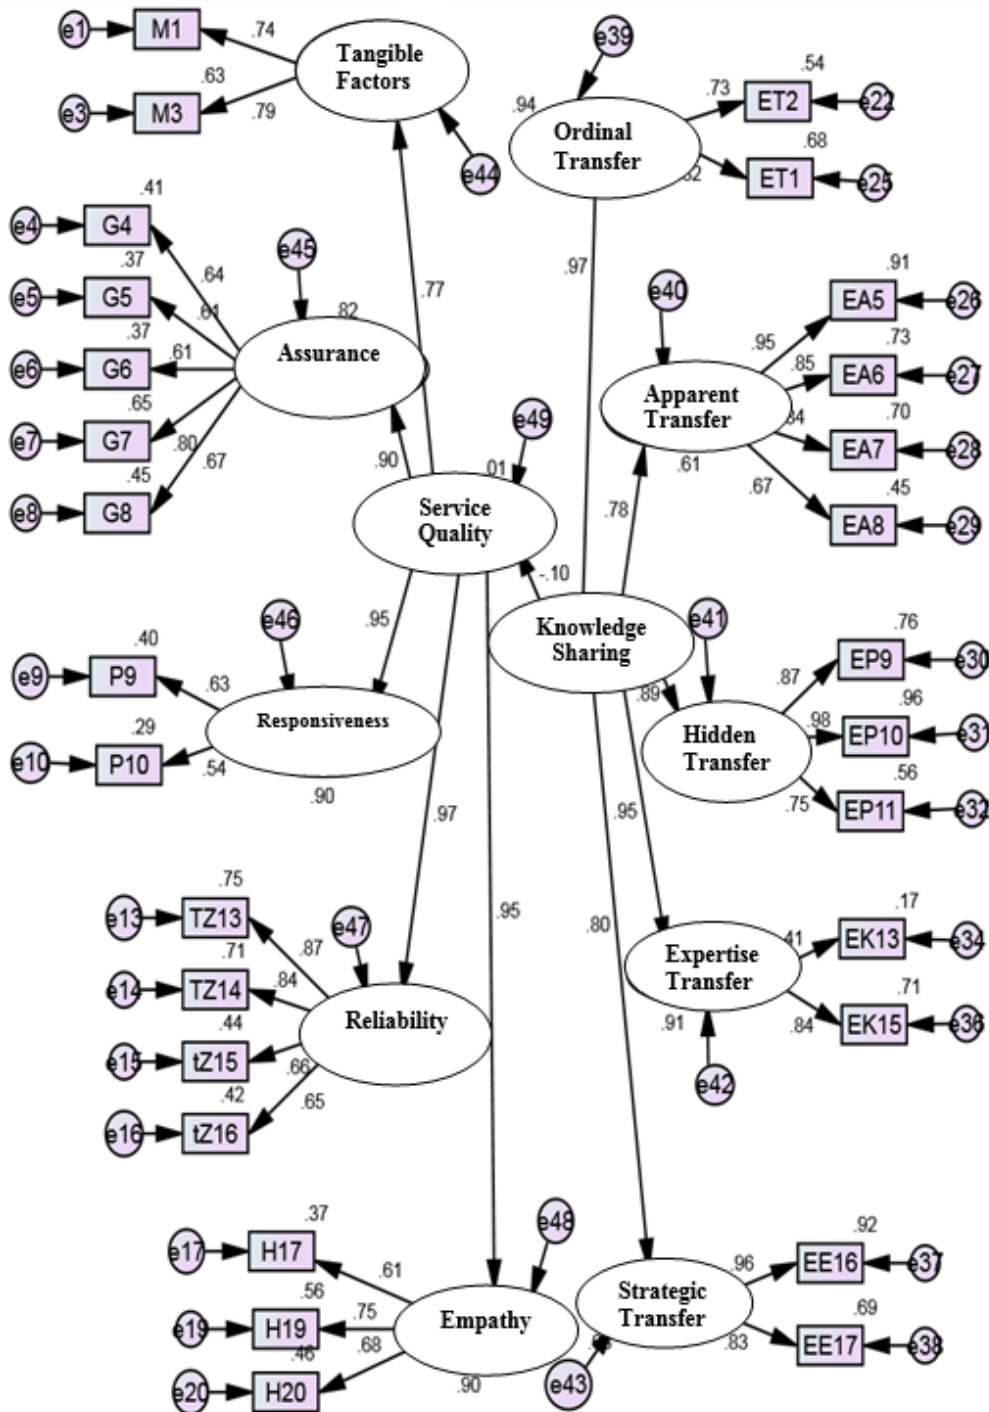 e1
M1
.74
Tangible
Factors
e3
M3
.63
.79
e44
e39
.94
Ordinal
Transfer
.73
.54
ET2
e22
.68
ET1
e25
.97
.41
e4
G4
.64
.37
e5
G5
.61
.37
e6
G6
.61
.65
e7
G7
.80
.45
e8
G8
.67
e45
.82
Assurance
.77
.90
e40
Apparent
Transfer
.61
.78
.95
.91
EA5
e26
.85
.73
EA6
e27
.70
EA7
e28
.67
.45
EA8
e29
e49
.01
Service
Quality
-.10
Knowledge
Sharing
e46
.95
.40
e9
P9
.63
.29
e10
P10
.54
Responsiveness
.90
e41
.89
Hidden
Transfer
.87
.76
EP9
e30
.98
.96
EP10
e31
.75
.56
EP11
e32
.97
.95
.95
.80
.75
e13
TZ13
.87
.71
e14
TZ14
.84
.44
e15
tZ15
.66
.42
e16
tZ16
.65
e47
Reliability
Expertise
Transfer
.91
e42
.41
.17
EK13
e34
.84
.71
EK15
e36
.37
e17
H17
.61
.56
e19
H19
.75
.46
e20
H20
.68
e48
Empathy
.90
Strategic
Transfer
e43
.96
.92
EE16
e37
.83
.69
EE17
e38